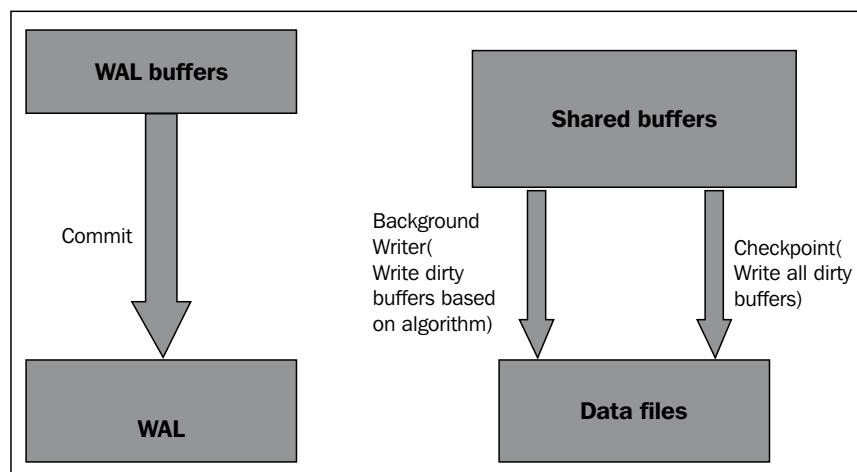 WAL buffers
Commit
WAL
Shared buffers
Background
Writer(
Write dirty
buffers based
on algorithm)
Checkpoint(
Write all dirty
buffers)
Data files